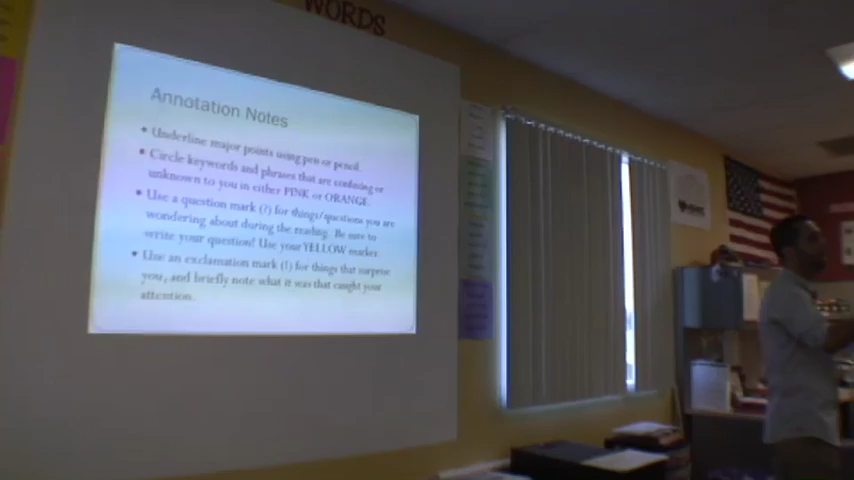 WORDS
Annotation Notes
• Underline major points using pen or pencil.
• Circle keywords and phrases that are confusing or
unknown to you in either PINK or ORANGE.
• Use a question mark (?) for things/questions you are
wondering about during the reading. Be sure to
write your question! Use your YELLOW marker.
• Use an exclamation mark (!) for things that surprise
you, and briefly note what it was that caught your
attention.